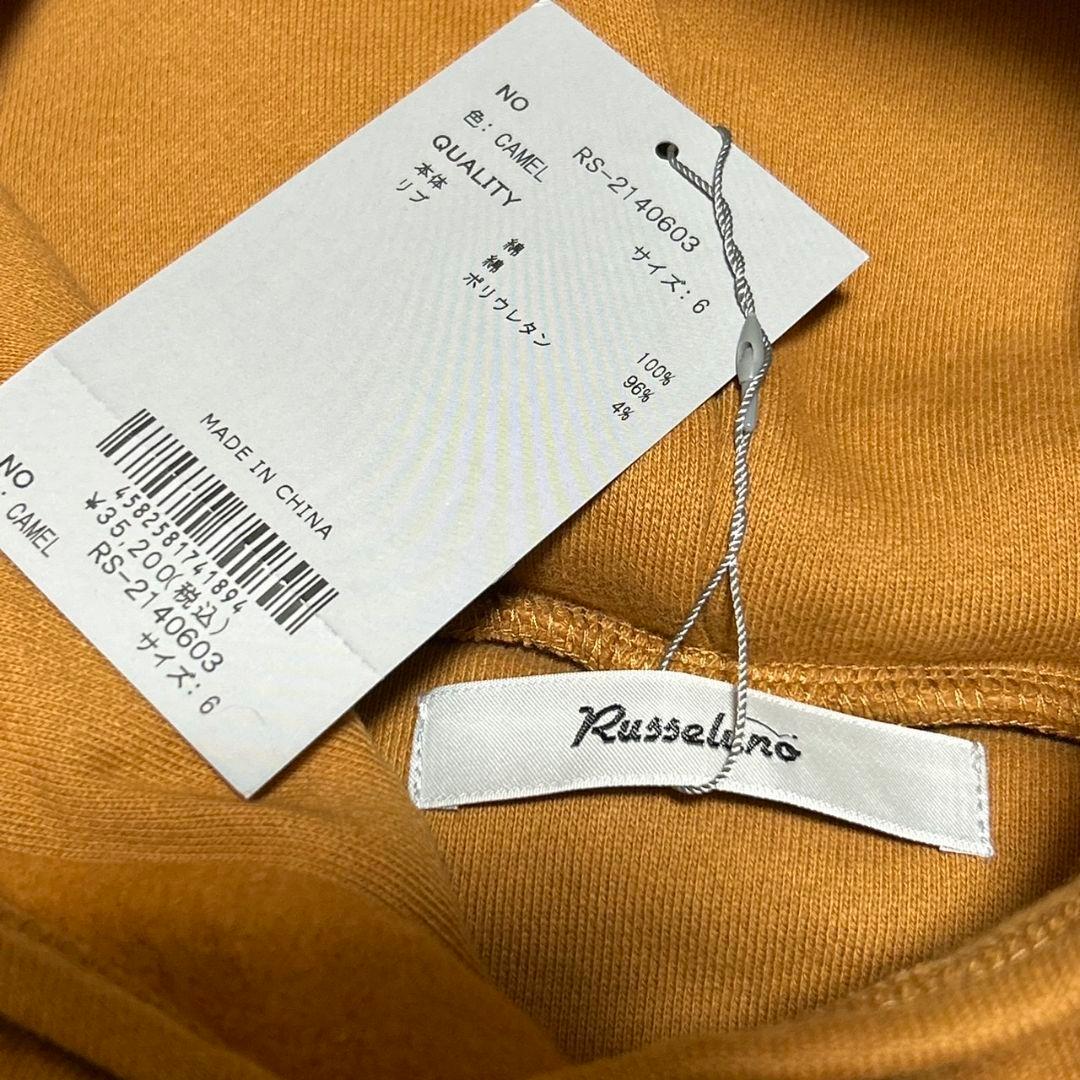 NO RS-2140603
色: CAMEL サイズ: 6
QUALITY
本体 綿 100%
リブ 綿 96%
ポリウレタン 4%
MADE IN CHINA
4582581741894
¥35,200(税込)
NO RS-2140603
: CAMEL サイズ: 6
Russeluno